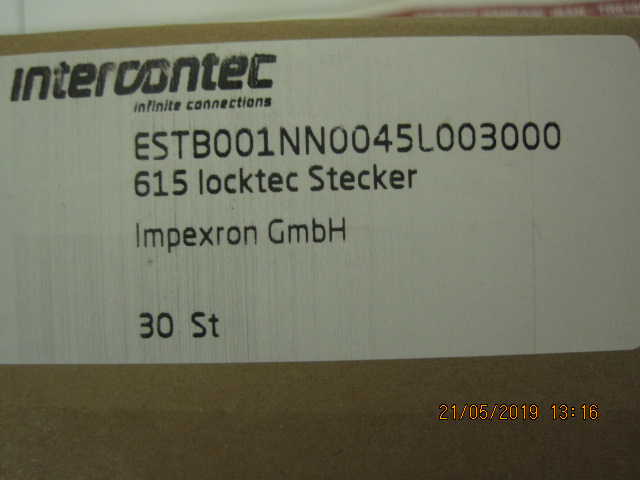 intercontec
infinite connections
ESTB001NN0045L003000
615 locktec Stecker
Impexron GmbH
30 St
21/05/2019 13:16